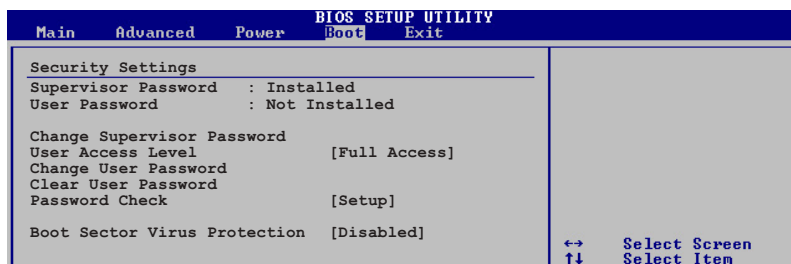 BIOS SETUP UTILITY
Main Advanced Power Boot Exit
Security Settings
Supervisor Password : Installed
User Password : Not Installed
Change Supervisor Password
User Access Level [Full Access]
Change User Password
Clear User Password
Password Check [Setup]
Boot Sector Virus Protection [Disabled]
↔ Select Screen
↑↓ Select Item